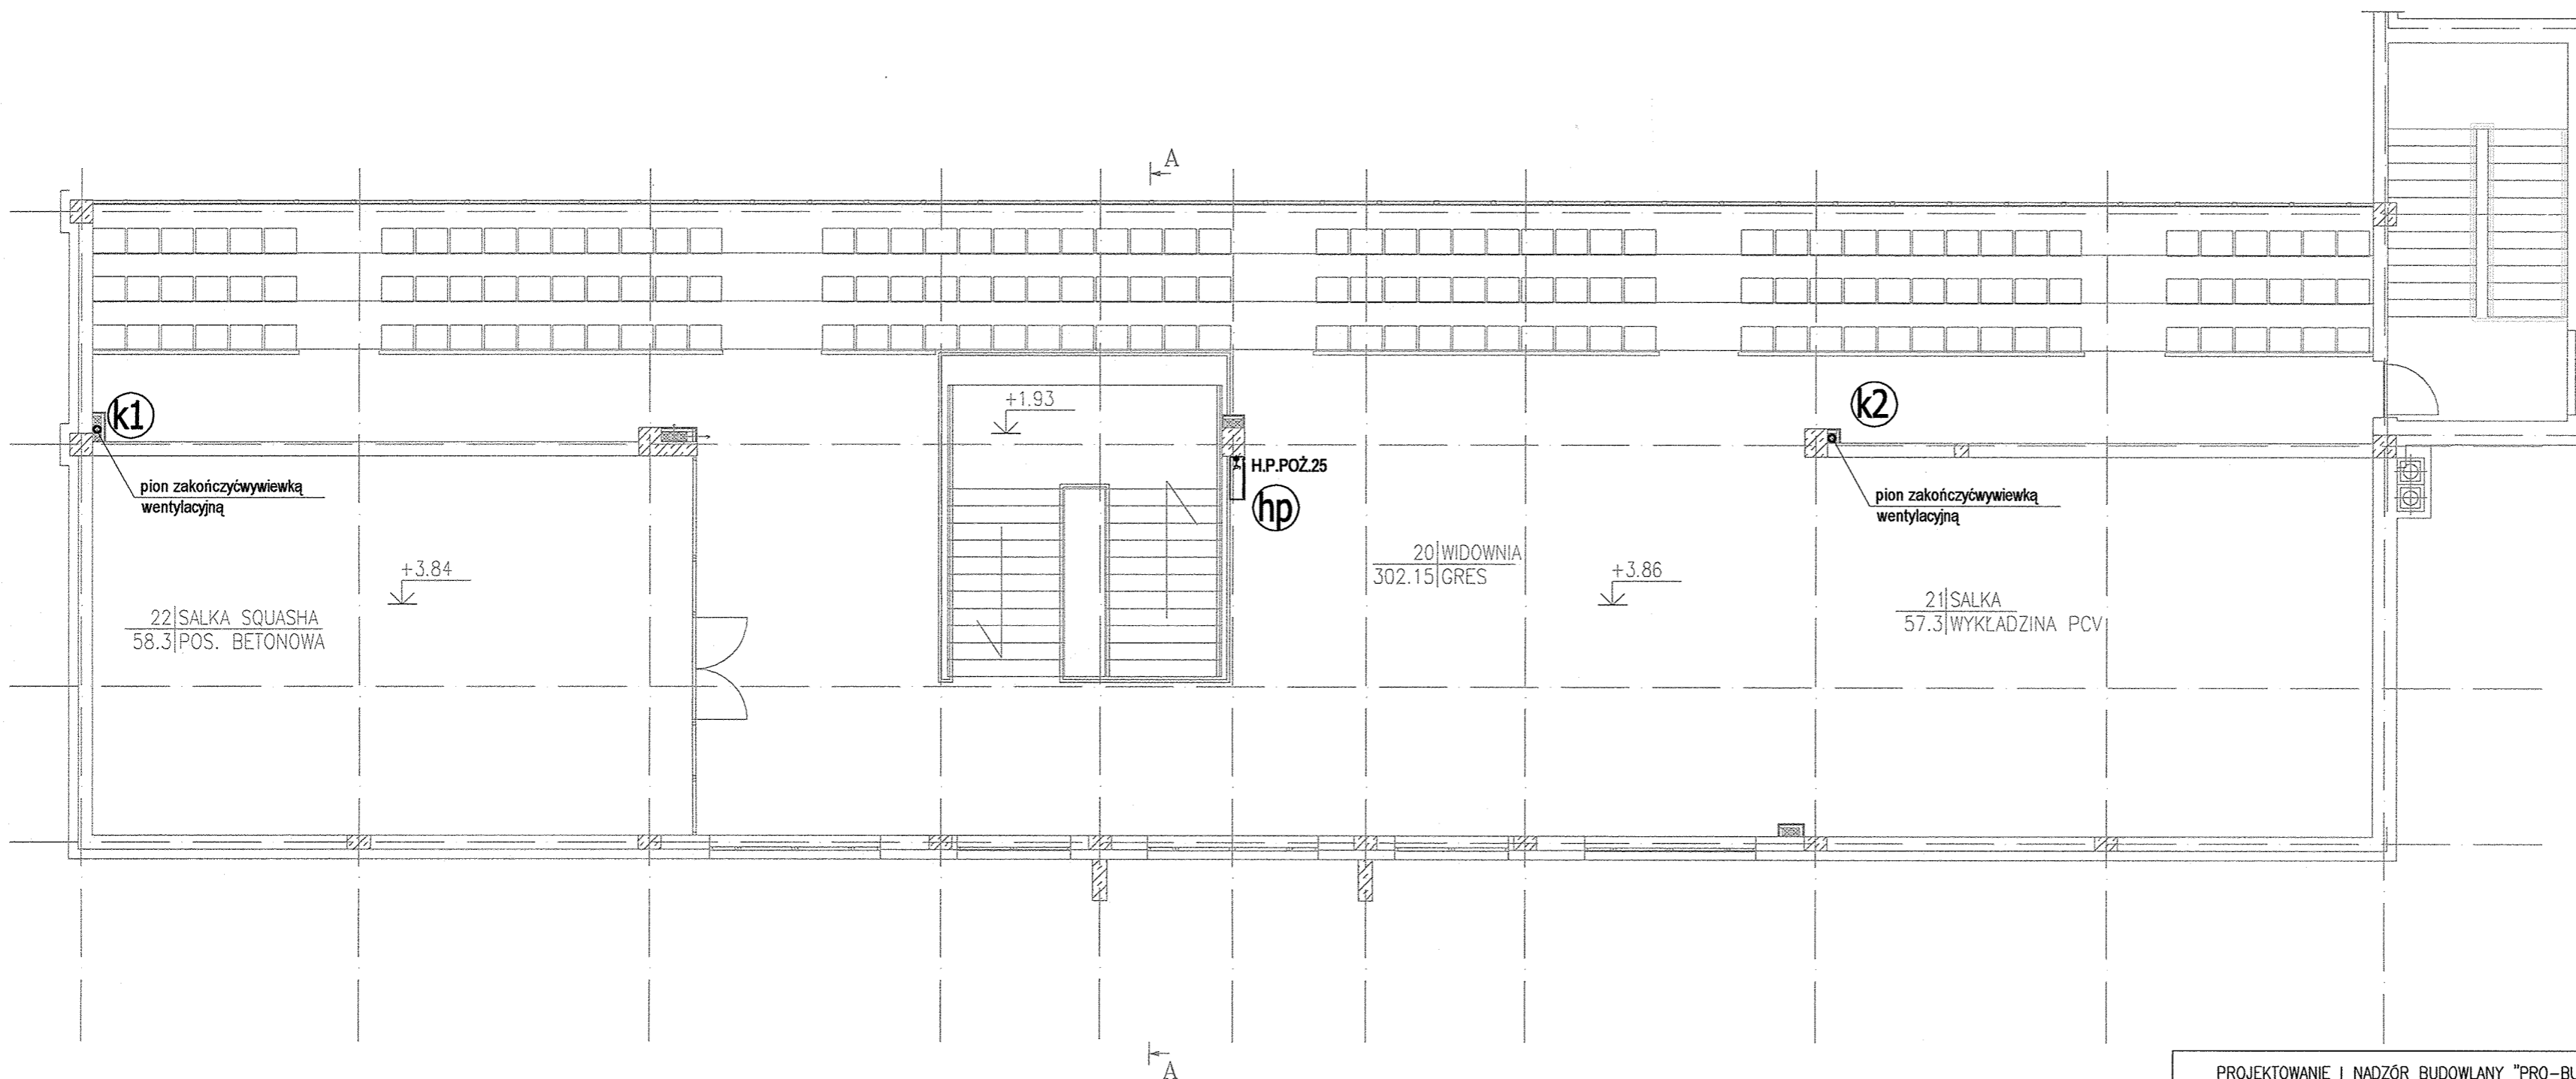 A
k1
k2
+1.93
H.P.POŻ.25
hp
pion zakończyćwywiewką
wentylacyjną
pion zakończyćwywiewką
wentylacyjną
20 WIDOWNIA
302.15 GRES
+3.84
+3.86
22 SALKA SQUASHA
58.3 POS. BETONOWA
21 SALKA
57.3 WYKŁADZINA PCV
A
PROJEKTOWANIE I NADZÓR BUDOWLANY "PRO-BU